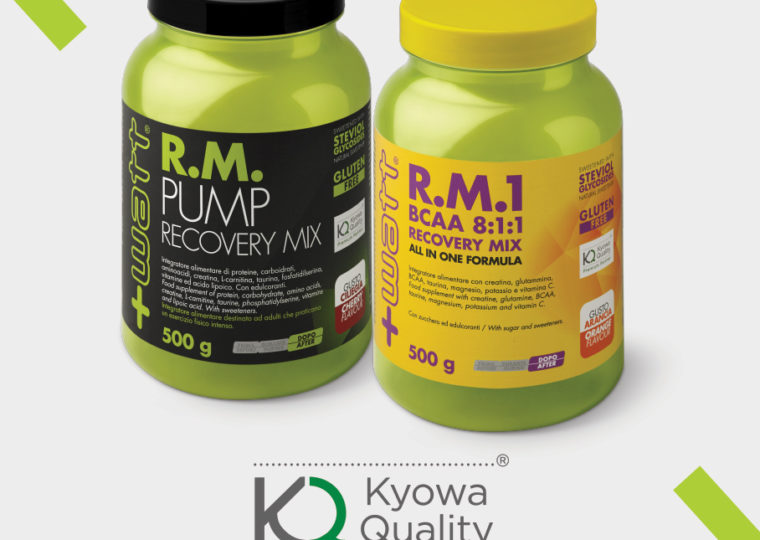 +watt®
R.M.
PUMP
RECOVERY MIX
SWEETENED WITH
STEVIOL
GLYCOSIDES
NATURAL SWEETENER
GLUTEN
FREE
KQ Kyowa
Quality
Integratore alimentare di proteine, carboidrati,
aminoacidi, creatina, L-carnitina, taurina, fosfatidilserina,
vitamine ed acido lipoico. Con edulcoranti.
Food supplement of protein, carbohydrate, amino acids,
creatine, L-carnitine, taurine, phosphatidylserine, vitamins
and lipoic acid. With sweeteners.
Integratore alimentare destinato ad adulti che praticano
un esercizio fisico intenso.
GUSTO
CILIEGIA
CHERRY
FLAVOUR
500 g
DOPO
AFTER
+watt®
R.M.1
BCAA 8:1:1
RECOVERY MIX
ALL IN ONE FORMULA
SWEETENED WITH
STEVIOL
GLYCOSIDES
NATURAL SWEETENER
GLUTEN
FREE
KQ Kyowa
Quality
Integratore alimentare con creatina, glutammina,
BCAA, taurina, magnesio, potassio e vitamina C.
Food supplement with creatine, glutamine, BCAA,
taurine, magnesium, potassium and vitamin C.
Con zuccheri ed edulcoranti / With sugar and sweeteners.
GUSTO
ARANCIA
ORANGE
FLAVOUR
500 g
DOPO
AFTER
KQ Kyowa ®
Quality